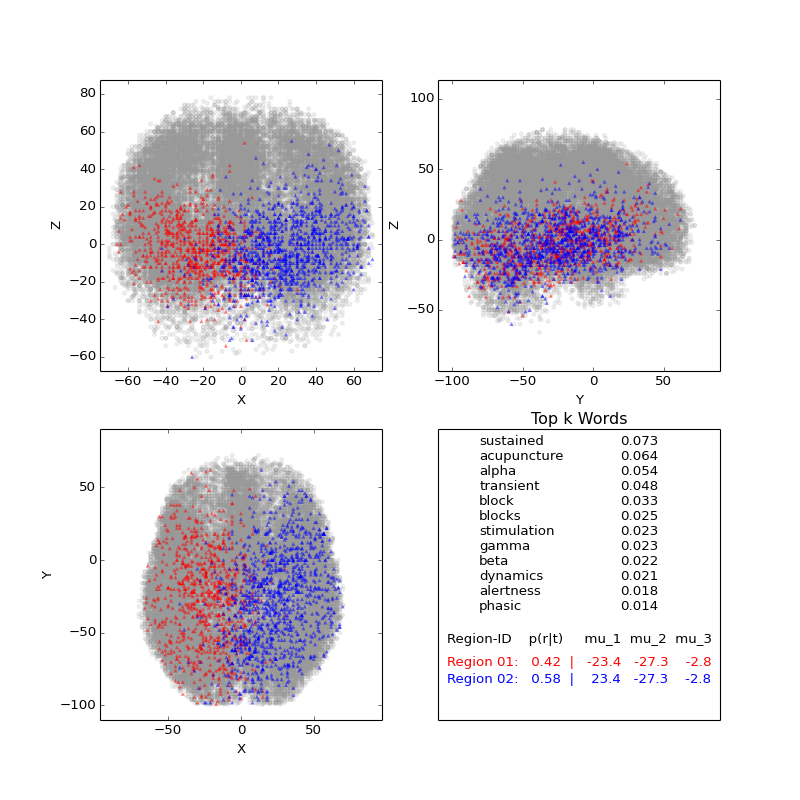 80
60
40
20
0
−20
−40
−60
Z
−60 −40 −20 0 20 40 60
X
100
50
0
−50
Z
−100 −50 0 50
Y
50
0
−50
−100
Y
−50 0 50
X
Top k Words
sustained 0.073
acupuncture 0.064
alpha 0.054
transient 0.048
block 0.033
blocks 0.025
stimulation 0.023
gamma 0.023
beta 0.022
dynamics 0.021
alertness 0.018
phasic 0.014
Region-ID p(r|t) mu_1 mu_2 mu_3
Region 01: 0.42 | -23.4 -27.3 -2.8
Region 02: 0.58 | 23.4 -27.3 -2.8